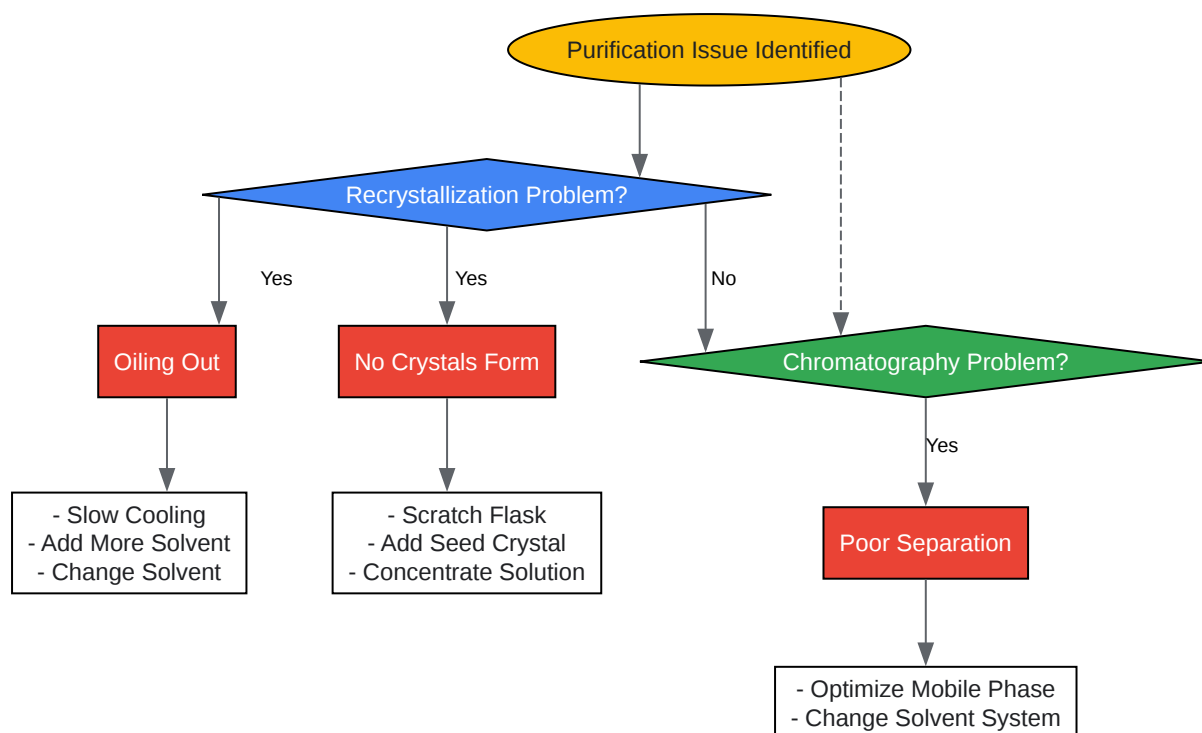 Purification Issue Identified
Recrystallization Problem?
Yes
Yes
No
Oiling Out
No Crystals Form
Chromatography Problem?
Yes
- Slow Cooling
- Add More Solvent
- Change Solvent
- Scratch Flask
- Add Seed Crystal
- Concentrate Solution
Poor Separation
- Optimize Mobile Phase
- Change Solvent System